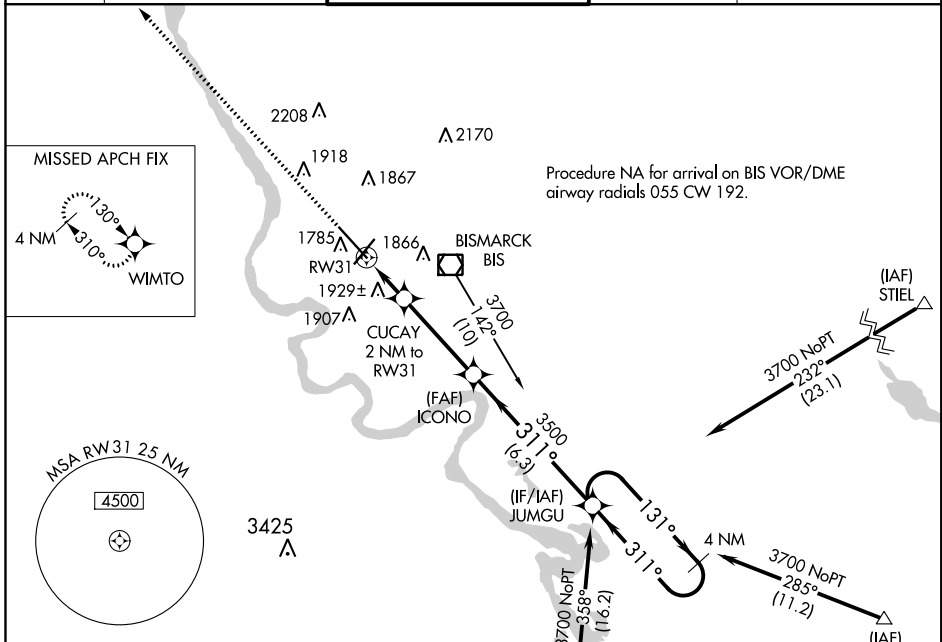 2208
2170
MISSED APCH FIX
130°
4 NM
310°
WIMTO
1918
1867
Procedure NA for arrival on BIS VOR/DME
airway radials 055 CW 192.
1785
1866
BISMARCK
BIS
RW31
1929±
1907
CUCAY
2 NM to
RW31
3700
142°
(10)
(IAF)
STIEL
3700 NoPT
232°
(23.1)
(FAF)
ICONO
3500
311°
(6.3)
MSA RW31 25 NM
4500
3425
(IF/IAF)
JUMGU
131°
4 NM
311°
3700 NoPT
358°
(16.2)
3700 NoPT
285°
(11.2)
(IAF)